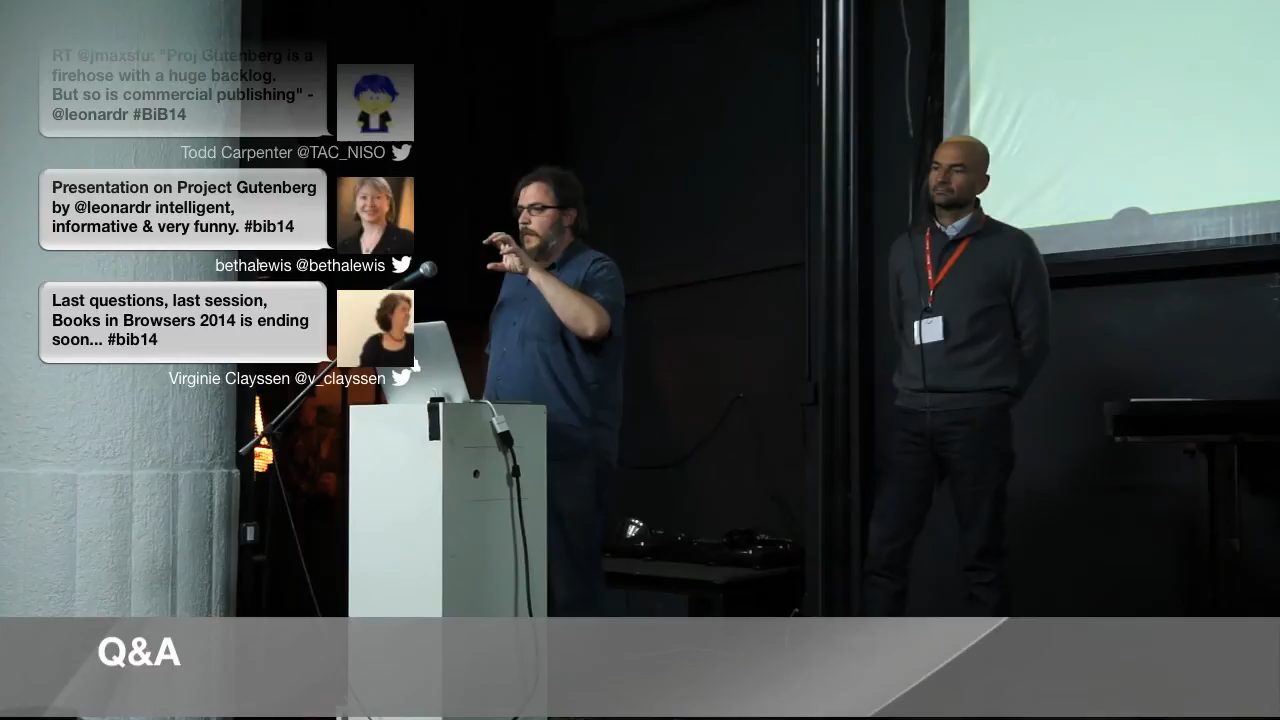 RT @jmaxsfu: "Proj Gutenberg is a
firehose with a huge backlog.
But so is commercial publishing" -
@leonardr #BiB14
Todd Carpenter @TAC_NISO
Presentation on Project Gutenberg
by @leonardr intelligent,
informative & very funny. #bib14
bethalewis @bethalewis
Last questions, last session,
Books in Browsers 2014 is ending
soon... #bib14
Virginie Clayssen @v_clayssen
Q&A